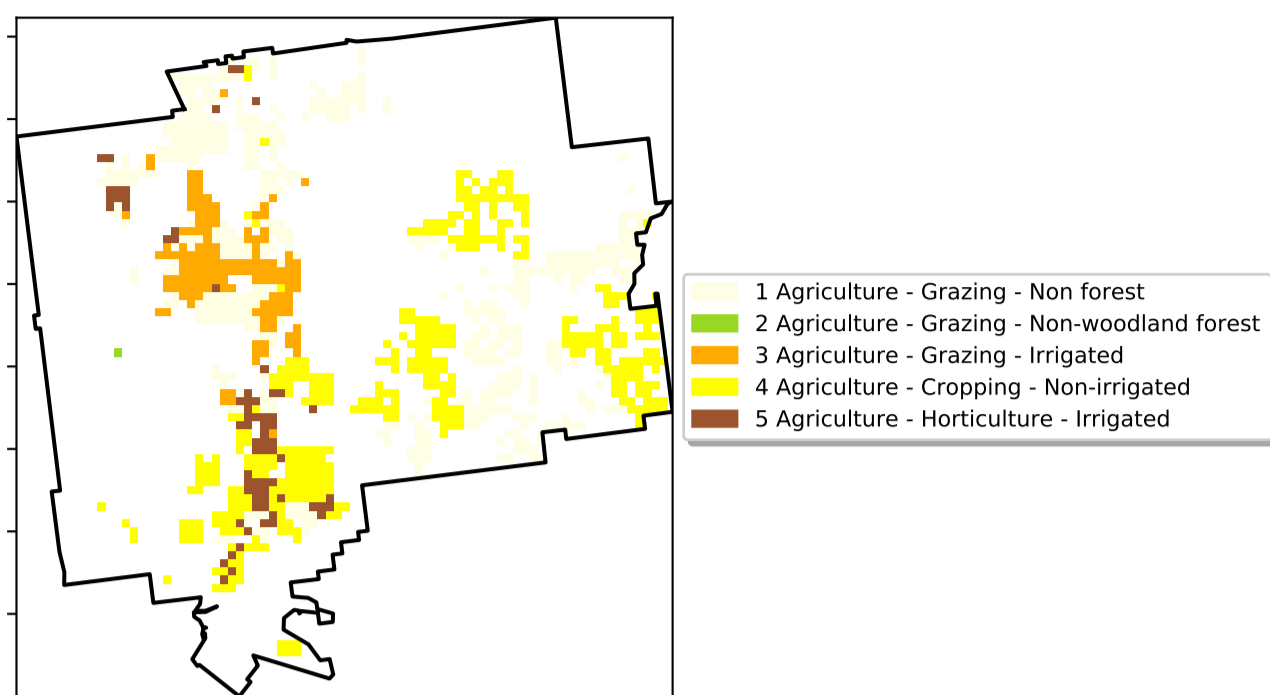 1 Agriculture - Grazing - Non forest
2 Agriculture - Grazing - Non-woodland forest
3 Agriculture - Grazing - Irrigated
4 Agriculture - Cropping - Non-irrigated
5 Agriculture - Horticulture - Irrigated